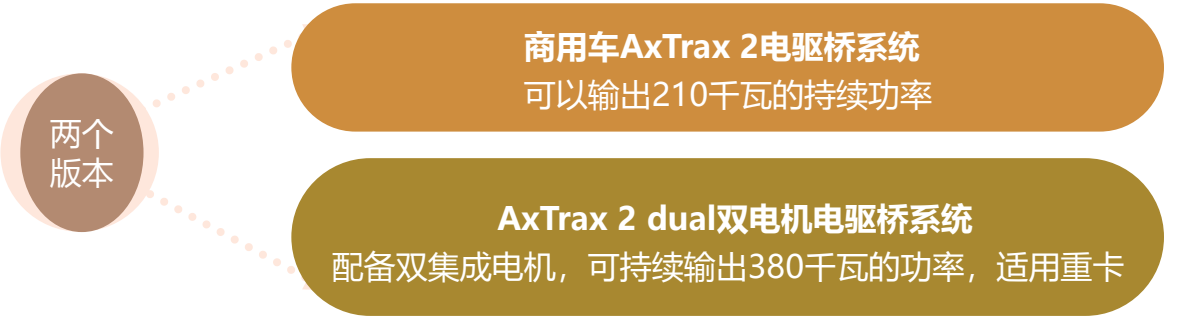 两个
版本
商用车AxTrax 2电驱桥系统
可以输出210千瓦的持续功率
AxTrax 2 dual双电机电驱桥系统
配备双集成电机，可持续输出380千瓦的功率，适用重卡